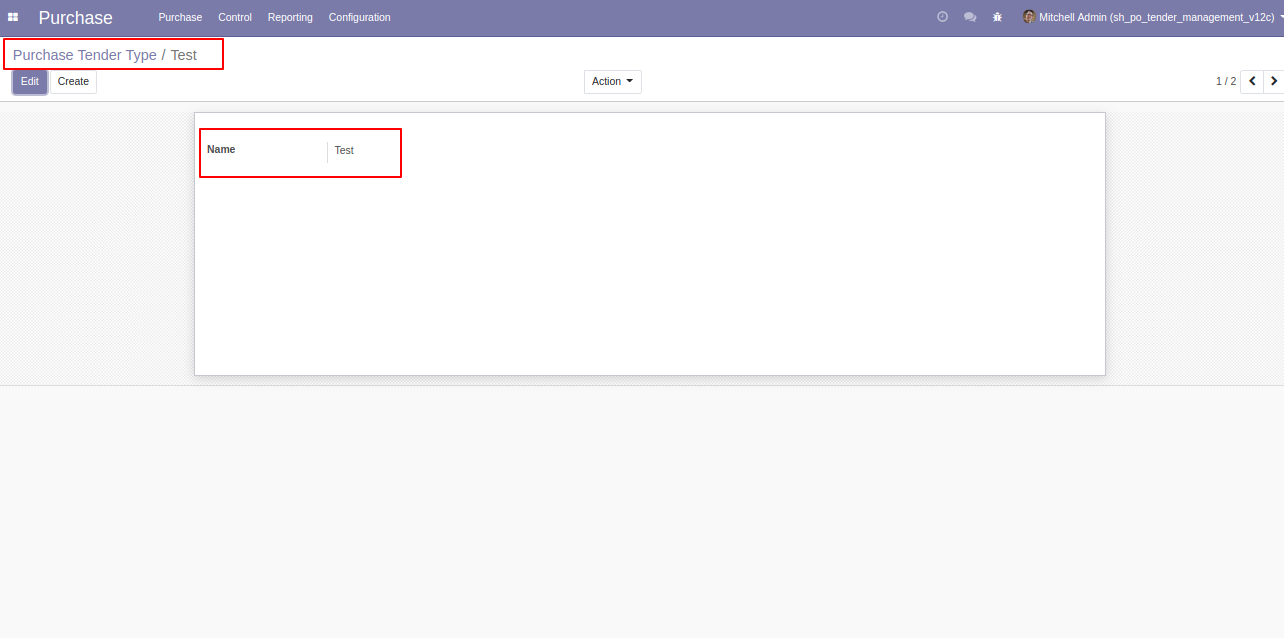 Purchase Purchase Control Reporting Configuration Mitchell Admin (sh_po_tender_management_v12c)
Purchase Tender Type / Test
Edit Create Action 1 / 2
Name Test